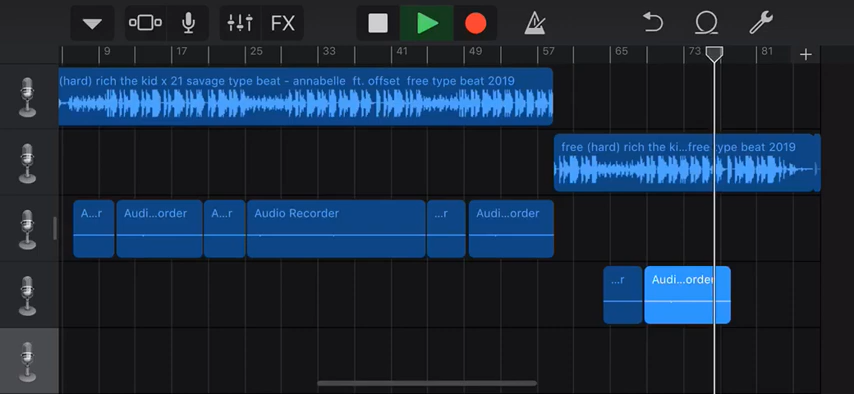 FX
9 17 25 33 41 49 57 65 73 81
(hard) rich the kid x 21 savage type beat - annabelle ft. offset free type beat 2019
free (hard) rich the ki...free type beat 2019
A...r Audi...order A...r Audio Recorder ...r Audi...order
...r Audi...order